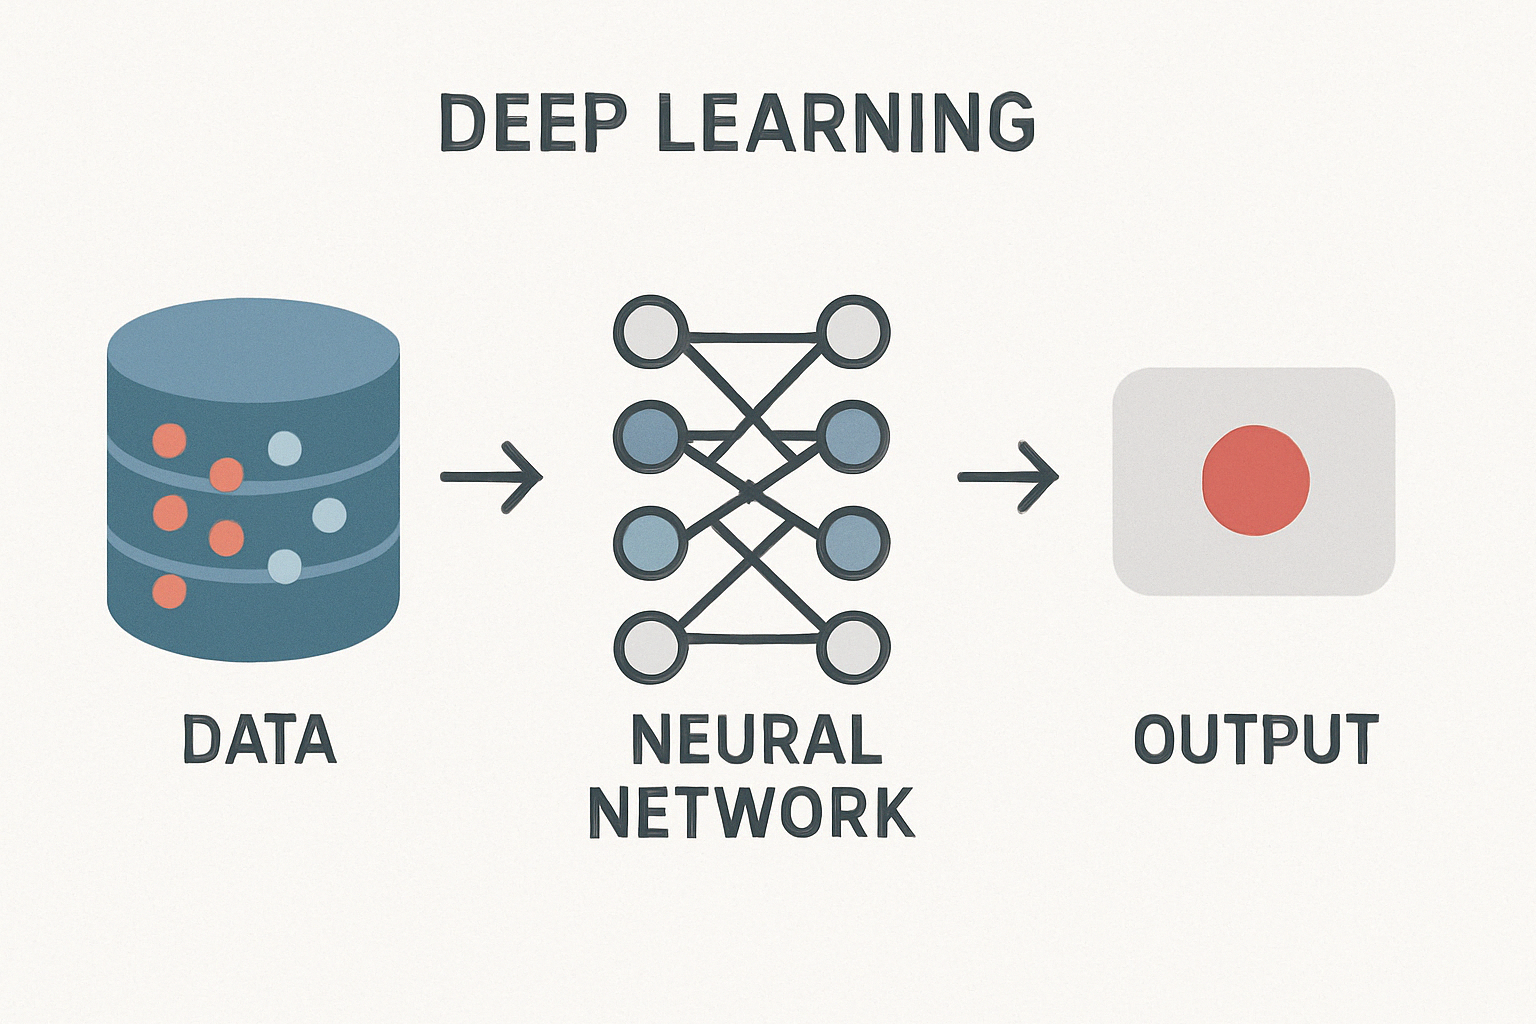 DEEP LEARNING
DATA
NEURAL
NETWORK
OUTPUT